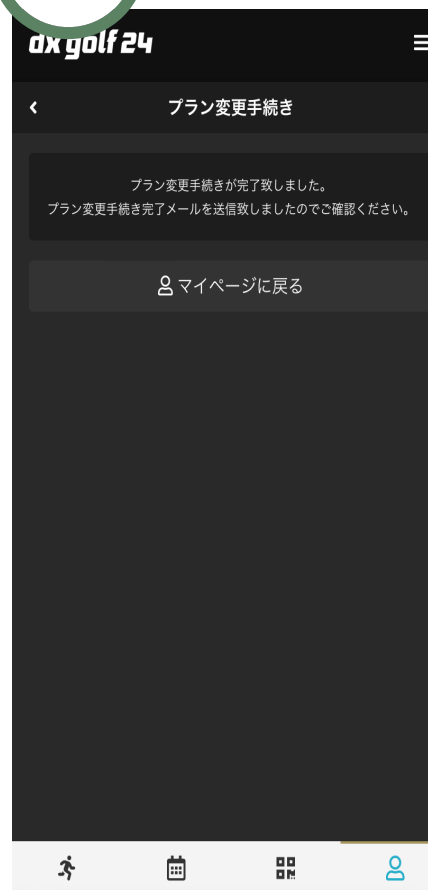 dx golf 24
プラン変更手続き
プラン変更手続きが完了致しました。
プラン変更手続き完了メールを送信致しましたのでご確認ください。
マイページに戻る